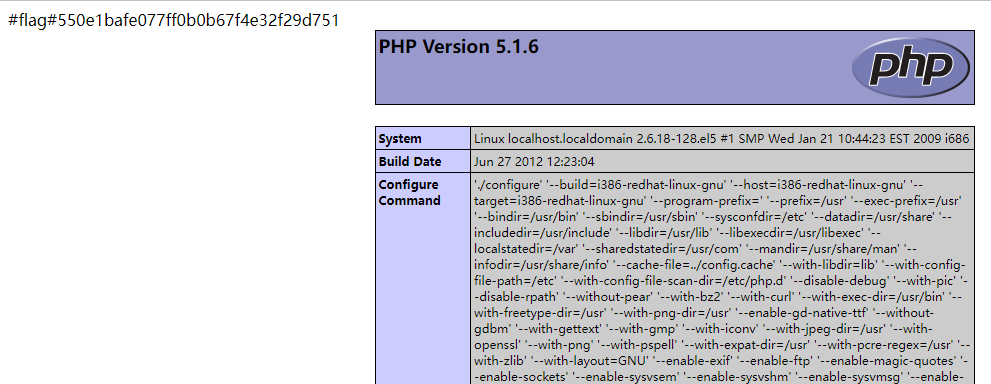 #flag#550e1bafe077ff0b0b67f4e32f29d751
PHP Version 5.1.6
php
System
Linux localhost.localdomain 2.6.18-128.el5 #1 SMP Wed Jan 21 10:44:23 EST 2009 i686
Build Date
Jun 27 2012 12:23:04
Configure
Command
'./configure' '--build=i386-redhat-linux-gnu' '--host=i386-redhat-linux-gnu' '--
target=i386-redhat-linux-gnu' '--program-prefix=' '--prefix=/usr' '--exec-prefix=/usr'
'--bindir=/usr/bin' '--sbindir=/usr/sbin' '--sysconfdir=/etc' '--datadir=/usr/share' '--
includedir=/usr/include' '--libdir=/usr/lib' '--libexecdir=/usr/libexec' '--
localstatedir=/var' '--sharedstatedir=/usr/com' '--mandir=/usr/share/man' '--
infodir=/usr/share/info' '--cache-file=../config.cache' '--with-libdir=lib' '--with-config-
file-path=/etc' '--with-config-file-scan-dir=/etc/php.d' '--disable-debug' '--with-pic' '-
-disable-rpath' '--without-pear' '--with-bz2' '--with-curl' '--with-exec-dir=/usr/bin' '--
with-freetype-dir=/usr' '--with-png-dir=/usr' '--enable-gd-native-ttf' '--without-
gdbm' '--with-gettext' '--with-gmp' '--with-iconv' '--with-jpeg-dir=/usr' '--with-
openssl' '--with-png' '--with-pspell' '--with-expat-dir=/usr' '--with-pcre-regex=/usr' '--
with-zlib' '--with-layout=GNU' '--enable-exif' '--enable-ftp' '--enable-magic-quotes' '-
-enable-sockets' '--enable-sysvsem' '--enable-sysvshm' '--enable-sysvmsg' '--enable-